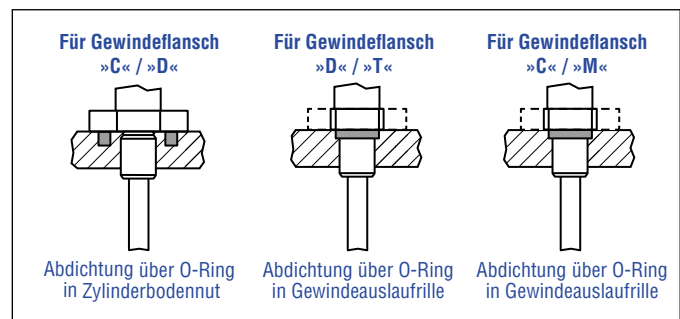 Für Gewindeflansch
»C« / »D«
Abdichtung über O-Ring
in Zylinderbodennut
Für Gewindeflansch
»D« / »T«
Abdichtung über O-Ring
in Gewindeauslaufrille
Für Gewindeflansch
»C« / »M«
Abdichtung über O-Ring
in Gewindeauslaufrille